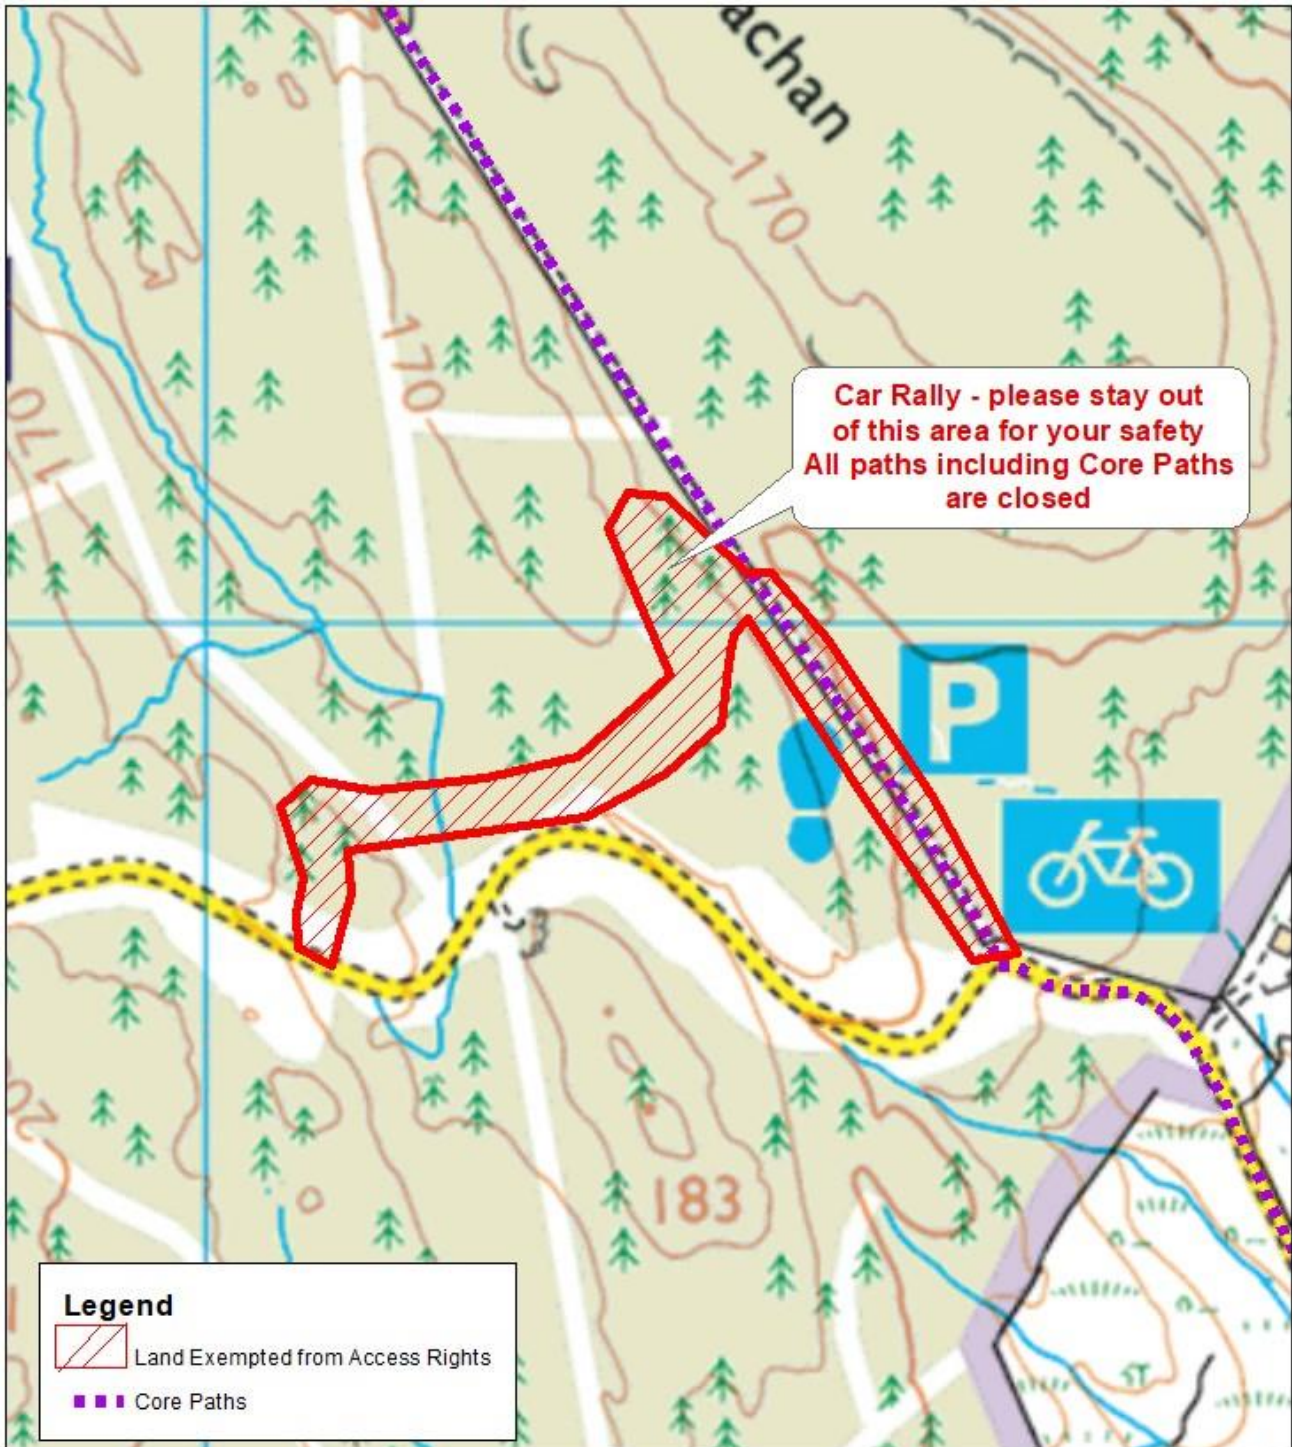 achan
170
170
170
Car Rally - please stay out
of this area for your safety
All paths including Core Paths
are closed
P
20
183
ST
Legend
Land Exempted from Access Rights
Core Paths